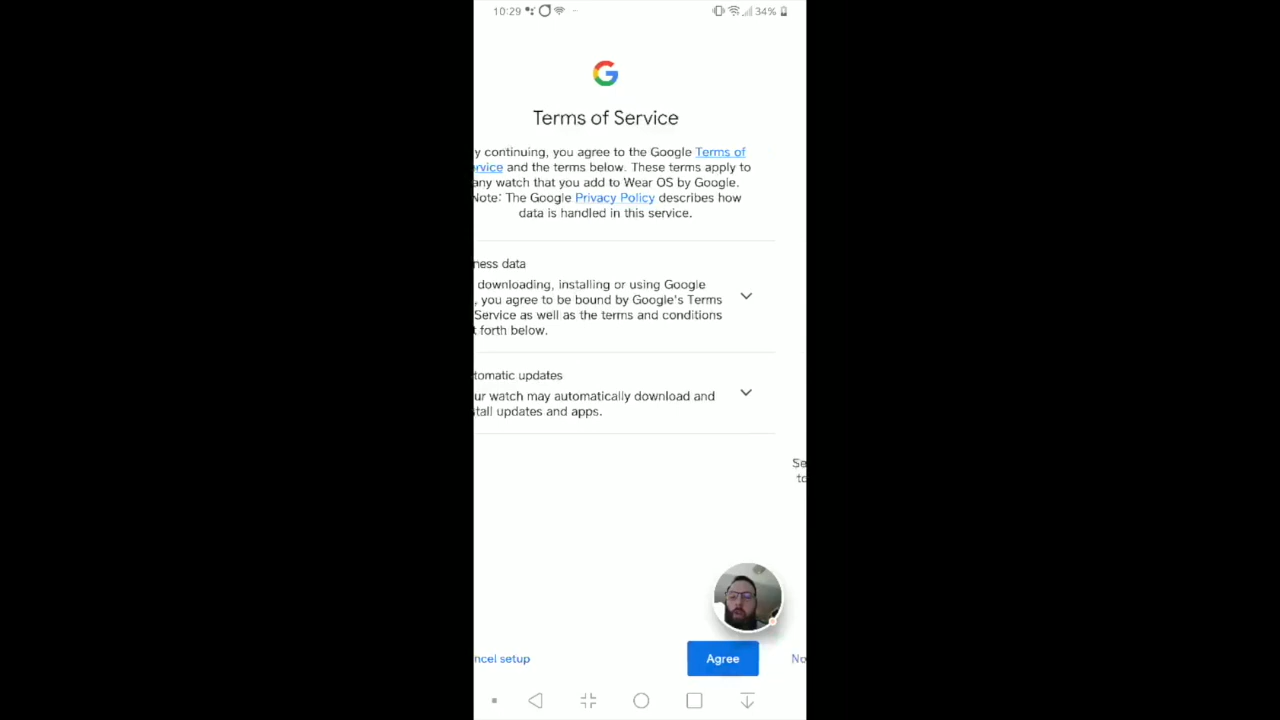 10:29
34%
Terms of Service
y continuing, you agree to the Google Terms of
rvice and the terms below. These terms apply to
any watch that you add to Wear OS by Google.
Note: The Google Privacy Policy describes how
data is handled in this service.
ness data
downloading, installing or using Google
, you agree to be bound by Google's Terms
Service as well as the terms and conditions
t forth below.
tomatic updates
ur watch may automatically download and
tall updates and apps.
Se
to
ncel setup
Agree
No